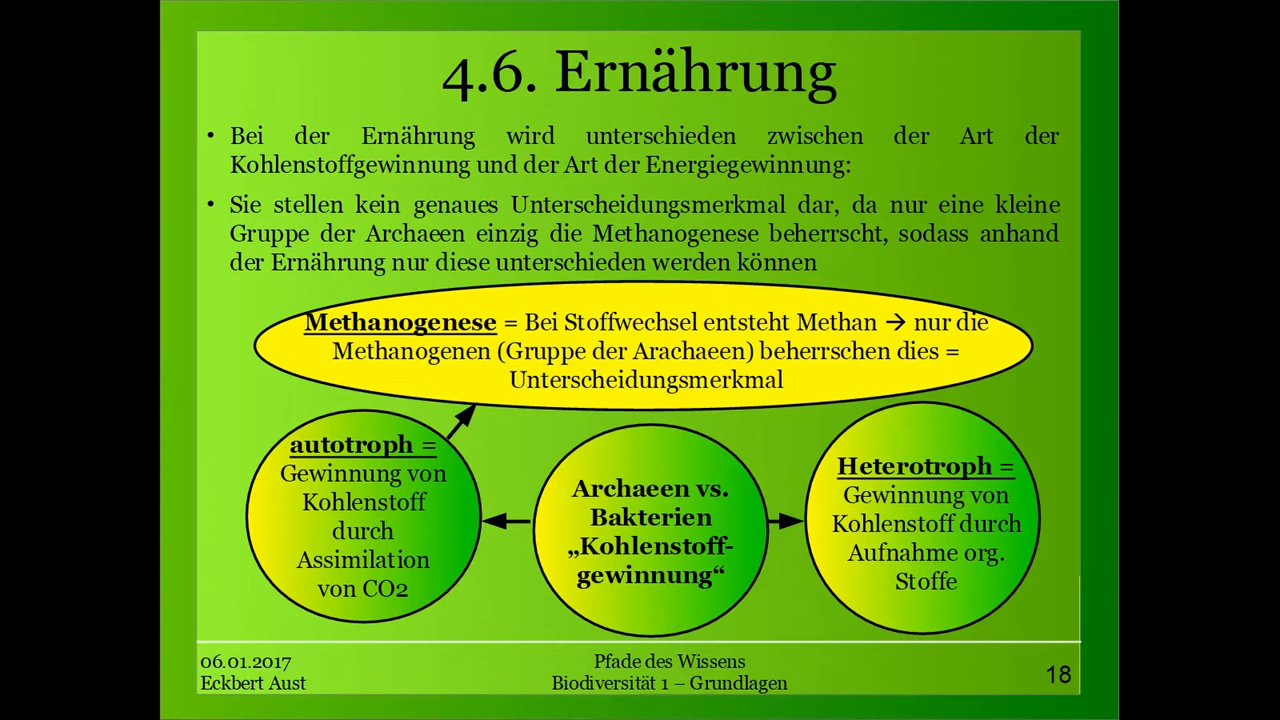 4.6. Ernährung
• Bei der Ernährung wird unterschieden zwischen der Art der
Kohlenstoffgewinnung und der Art der Energiegewinnung:
• Sie stellen kein genaues Unterscheidungsmerkmal dar, da nur eine kleine
Gruppe der Archaeen einzig die Methanogenese beherrscht, sodass anhand
der Ernährung nur diese unterschieden werden können
Methanogenese = Bei Stoffwechsel entsteht Methan → nur die
Methanogenen (Gruppe der Arachaeen) beherrschen dies =
Unterscheidungsmerkmal
autotroph =
Gewinnung von
Kohlenstoff
durch
Assimilation
von CO2
Archaeen vs.
Bakterien
„Kohlenstoff-
gewinnung“
Heterotroph =
Gewinnung von
Kohlenstoff durch
Aufnahme org.
Stoffe
06.01.2017
Eckbert Aust
Pfade des Wissens
Biodiversität 1 – Grundlagen
18